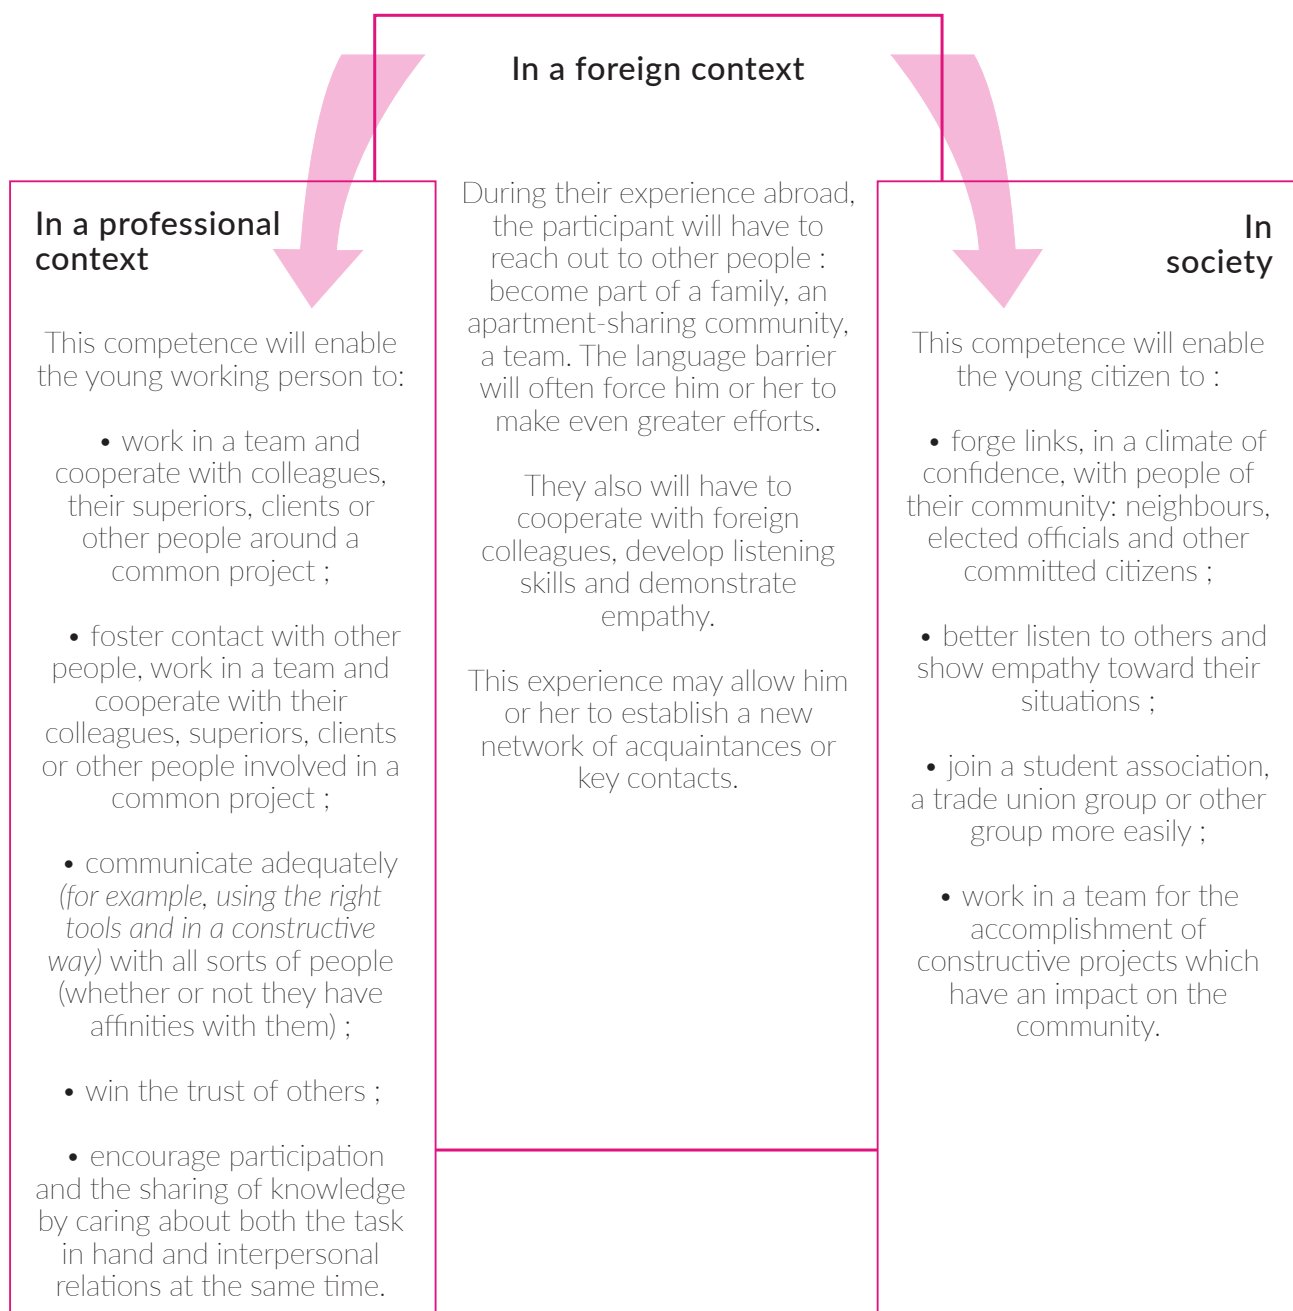 In a foreign context
During their experience abroad,
the participant will have to
reach out to other people :
become part of a family, an
apartment-sharing community,
a team. The language barrier
will often force him or her to
make even greater efforts.
They also will have to
cooperate with foreign
colleagues, develop listening
skills and demonstrate
empathy.
This experience may allow him
or her to establish a new
network of acquaintances or
key contacts.
In a professional
context
This competence will enable
the young working person to:
• work in a team and
cooperate with colleagues,
their superiors, clients or
other people around a
common project ;
• foster contact with other
people, work in a team and
cooperate with their
colleagues, superiors, clients
or other people involved in a
common project ;
• communicate adequately
(for example, using the right
tools and in a constructive
way) with all sorts of people
(whether or not they have
affinities with them) ;
• win the trust of others ;
• encourage participation
and the sharing of knowledge
by caring about both the task
in hand and interpersonal
relations at the same time.
In
society
This competence will enable
the young citizen to :
• forge links, in a climate of
confidence, with people of
their community: neighbours,
elected officials and other
committed citizens ;
• better listen to others and
show empathy toward their
situations ;
• join a student association,
a trade union group or other
group more easily ;
• work in a team for the
accomplishment of
constructive projects which
have an impact on the
community.